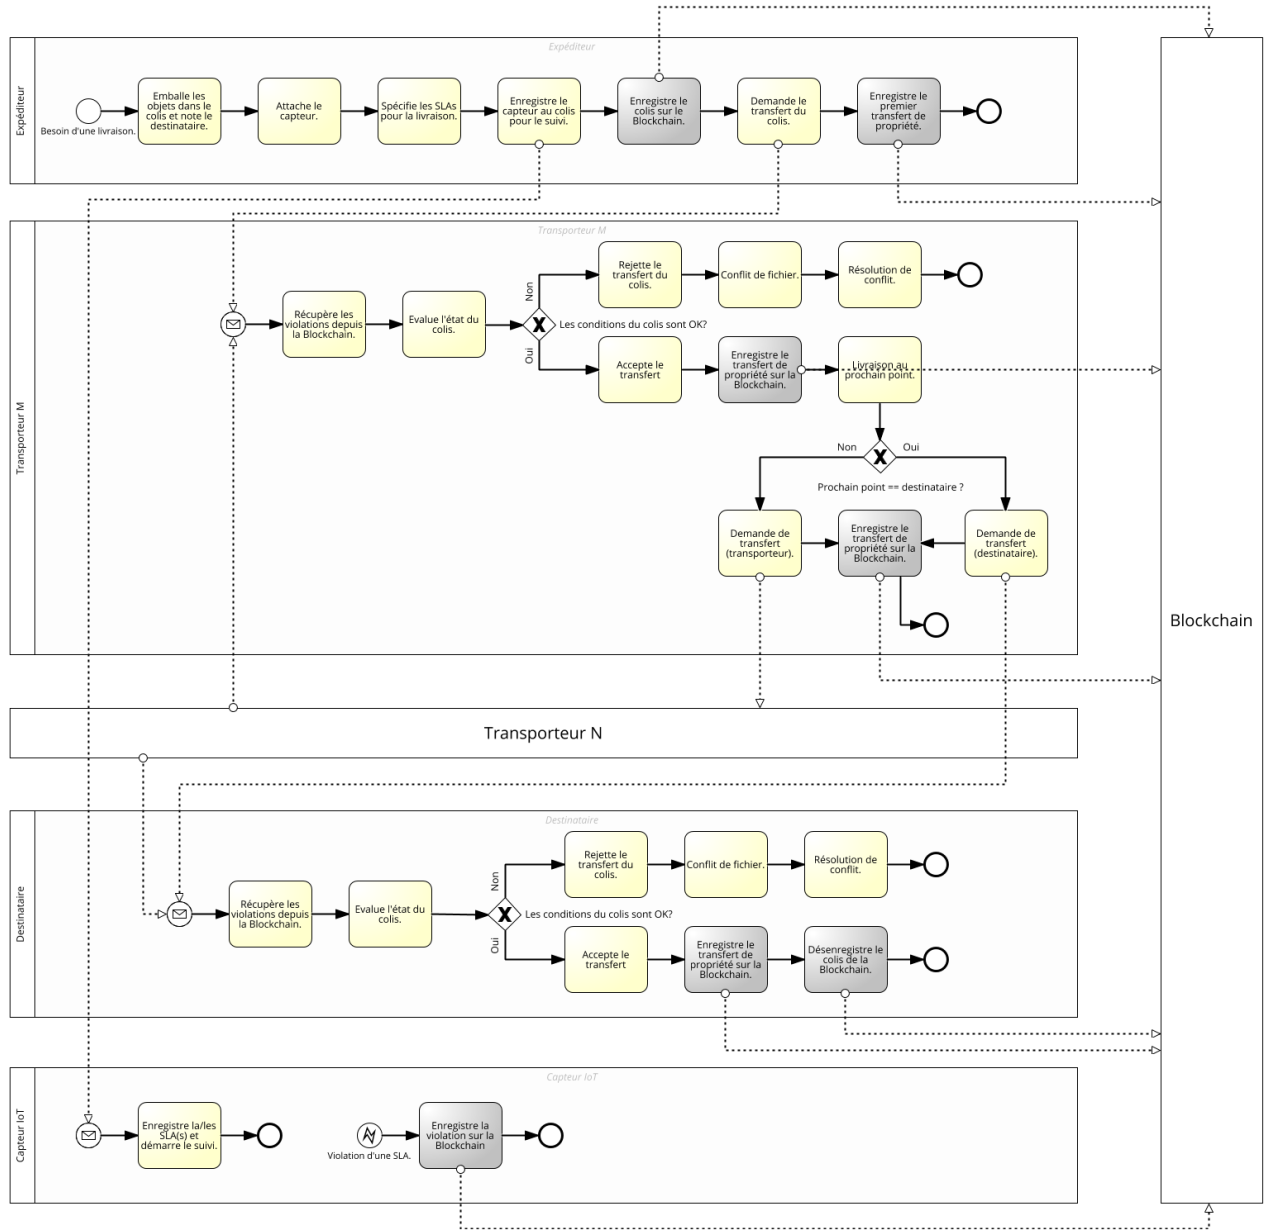 Expéditeur
Expéditeur
Besoin d'une livraison.
Emballe les
objets dans le
colis et note le
destinataire.
Attache le
capteur.
Spécifie les SLAs
pour la livraison.
Enregistre le
capteur au colis
pour le suivi.
Enregistre le
colis sur le
Blockchain.
Demande le
transfert du
colis.
Enregistre le
premier
transfert de
propriété.
Transporteur M
Transporteur M
Récupère les
violations depuis
la Blockchain.
Evalue l'état du
colis.
Non
Les conditions du colis sont OK?
Oui
Rejette le
transfert du
colis.
Conflit de fichier.
Résolution de
conflit.
Accepte le
transfert
Enregistre le
transfert de
propriété sur la
Blockchain.
Livraison au
prochain point.
Non
Oui
Prochain point == destinataire ?
Demande de
transfert
(transporteur).
Enregistre le
transfert de
propriété sur la
Blockchain.
Demande de
transfert
(destinataire).
Blockchain
Transporteur N
Destinataire
Destinataire
Récupère les
violations depuis
la Blockchain.
Evalue l'état du
colis.
Non
Les conditions du colis sont OK?
Oui
Rejette le
transfert du
colis.
Conflit de fichier.
Résolution de
conflit.
Accepte le
transfert
Enregistre le
transfert de
propriété sur la
Blockchain.
Désenregistre le
colis de la
Blockchain.
Capteur IoT
Capteur IoT
Enregistre la/les
SLA(s) et
démarre le suivi.
Violation d'une SLA.
Enregistre la
violation sur la
Blockchain